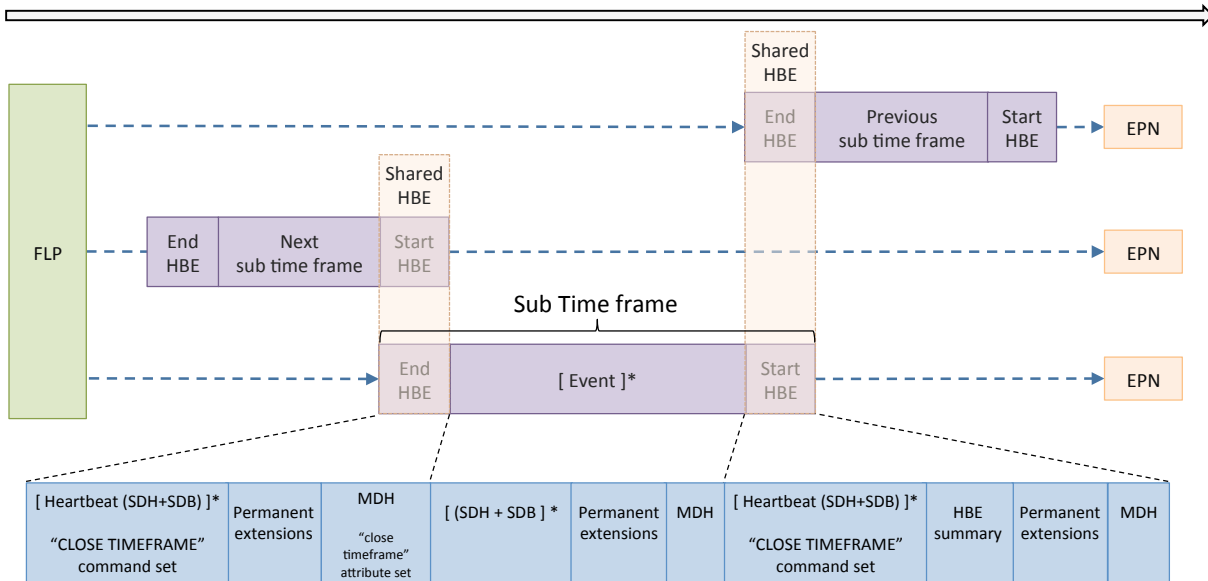 Shared
HBE
End
HBE
Previous
sub time frame
Start
HBE
EPN
Shared
HBE
FLP
End
HBE
Next
sub time frame
Start
HBE
EPN
Sub Time frame
End
HBE
[ Event ]*
Start
HBE
EPN
[ Heartbeat (SDH+SDB) ]*
“CLOSE TIMEFRAME”
command set
Permanent
extensions
MDH
“close
timeframe”
attribute set
[ (SDH + SDB ] *
Permanent
extensions
MDH
[ Heartbeat (SDH+SDB) ]*
“CLOSE TIMEFRAME”
command set
HBE
summary
Permanent
extensions
MDH